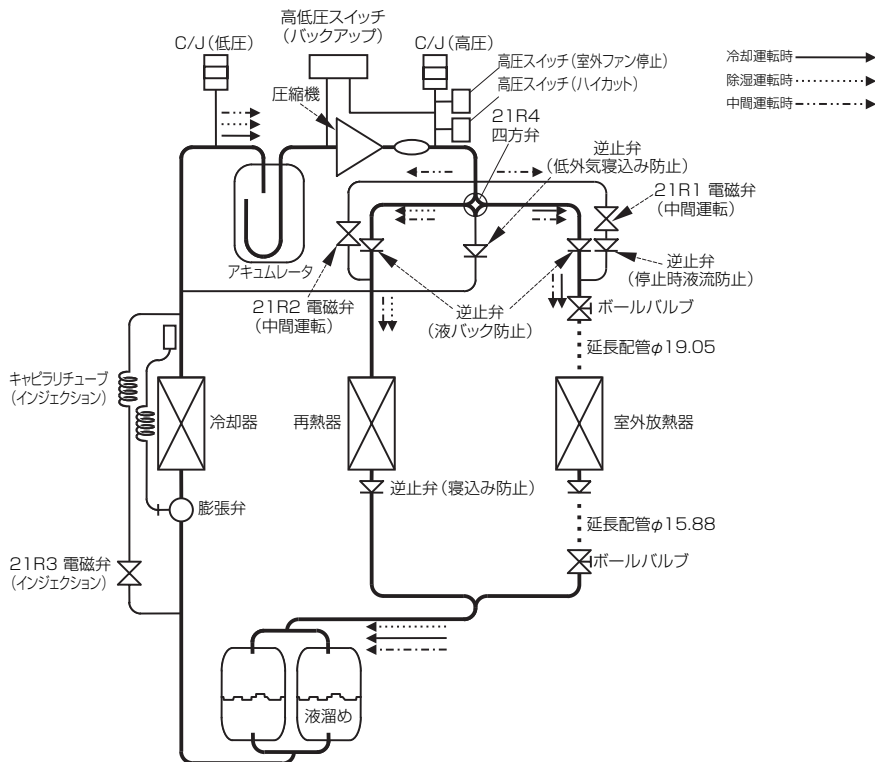 高低圧スイッチ
(バックアップ)
C/J(低圧)
C/J(高圧)
高圧スイッチ(室外ファン停止)
高圧スイッチ(ハイカット)
冷却運転時
除湿運転時
中間運転時
圧縮機
21R4
四方弁
逆止弁
(低外気寝込み防止)
21R1 電磁弁
(中間運転)
アキュムレータ
逆止弁
(停止時液流防止)
21R2 電磁弁
(中間運転)
逆止弁
(液バック防止)
ボールバルブ
延長配管φ19.05
キャピラリチューブ
(インジェクション)
冷却器
再熱器
室外放熱器
逆止弁(寝込み防止)
膨張弁
延長配管φ15.88
21R3 電磁弁
(インジェクション)
ボールバルブ
液溜め